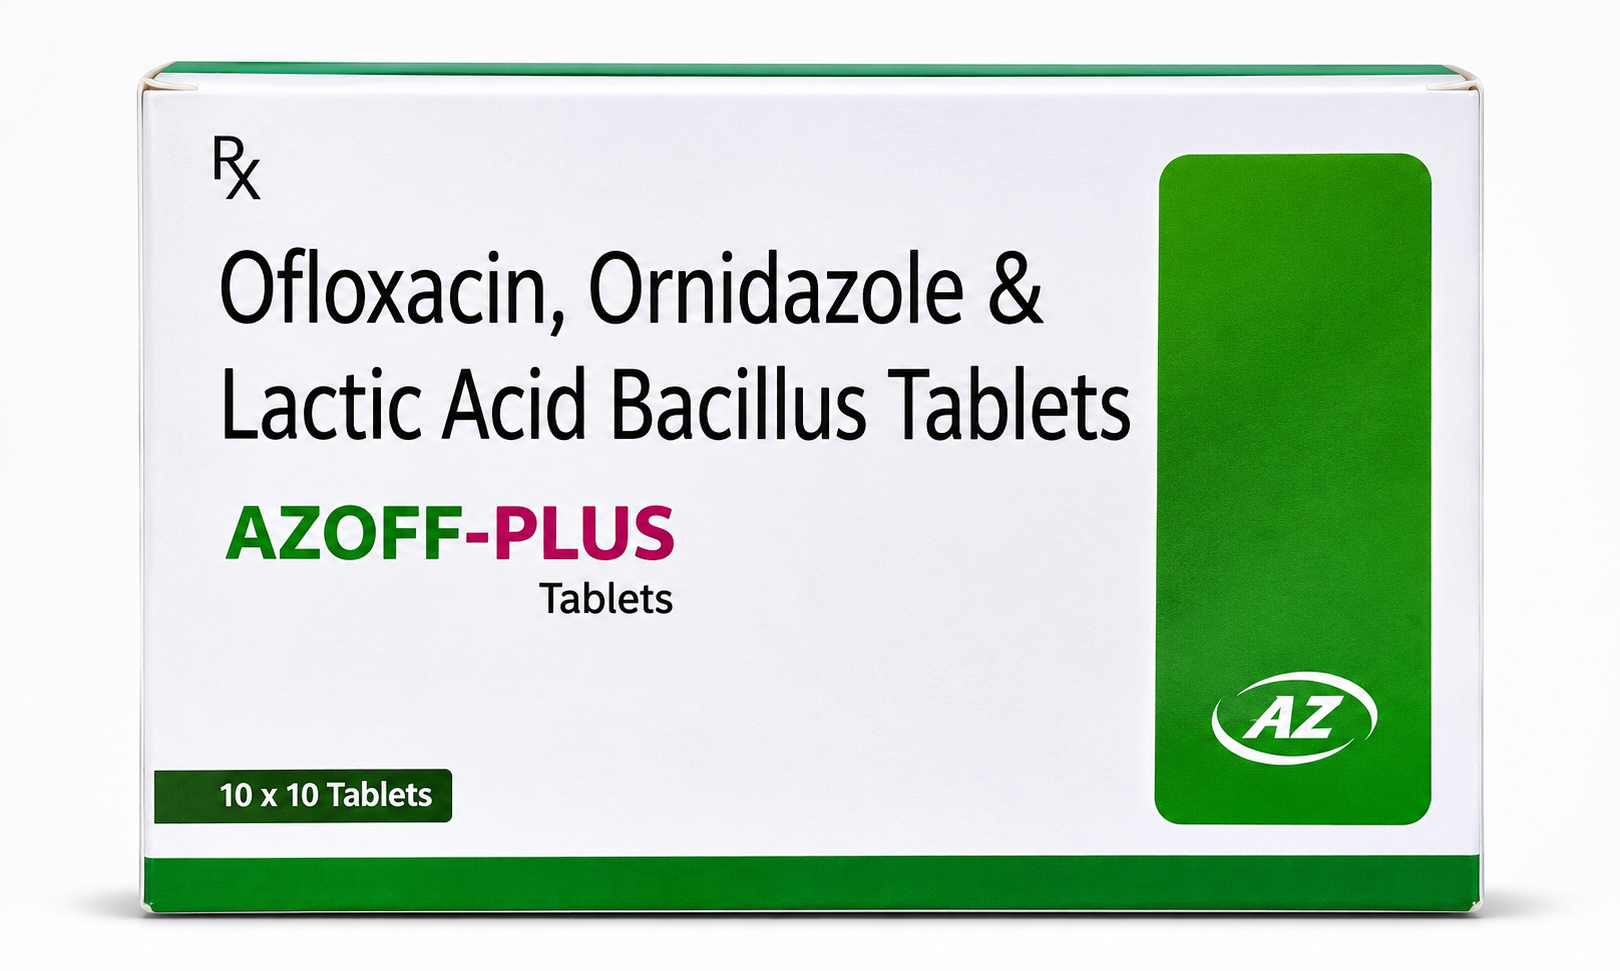 Rx
Ofloxacin, Ornidazole &
Lactic Acid Bacillus Tablets
AZOFF-PLUS
Tablets
10 x 10 Tablets
AZ